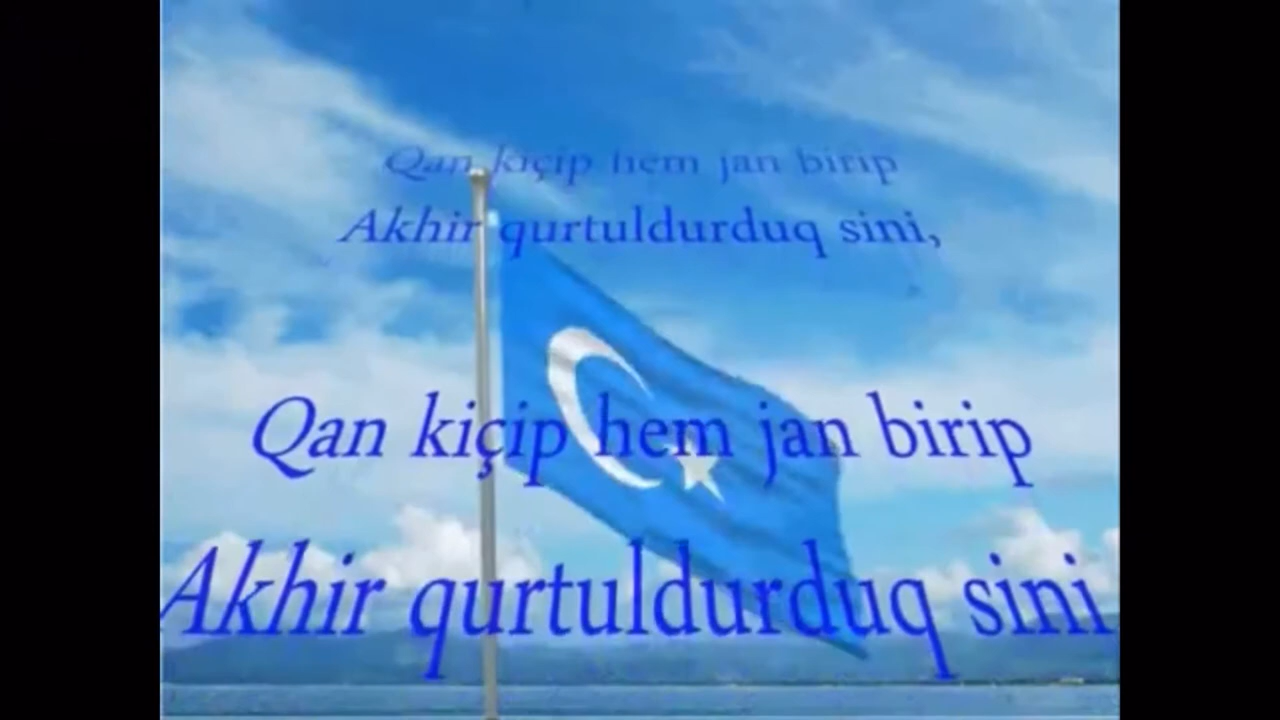 Qan kiçip hem jan birip
Akhir qurtuldurduq sini,
Qan kiçip hem jan birip
Akhir qurtuldurduq sini